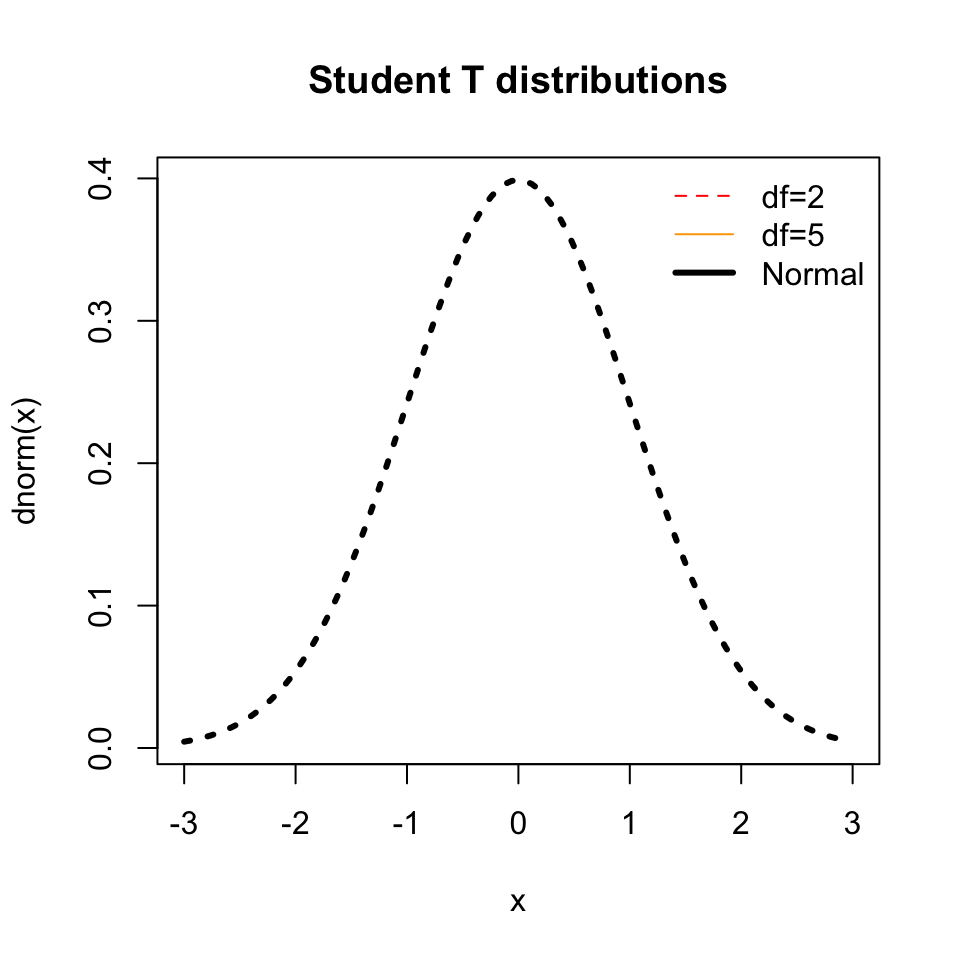 Student T distributions
df=2
df=5
Normal
0.4
0.3
0.2
0.1
0.0
dnorm(x)
-3 -2 -1 0 1 2 3
x